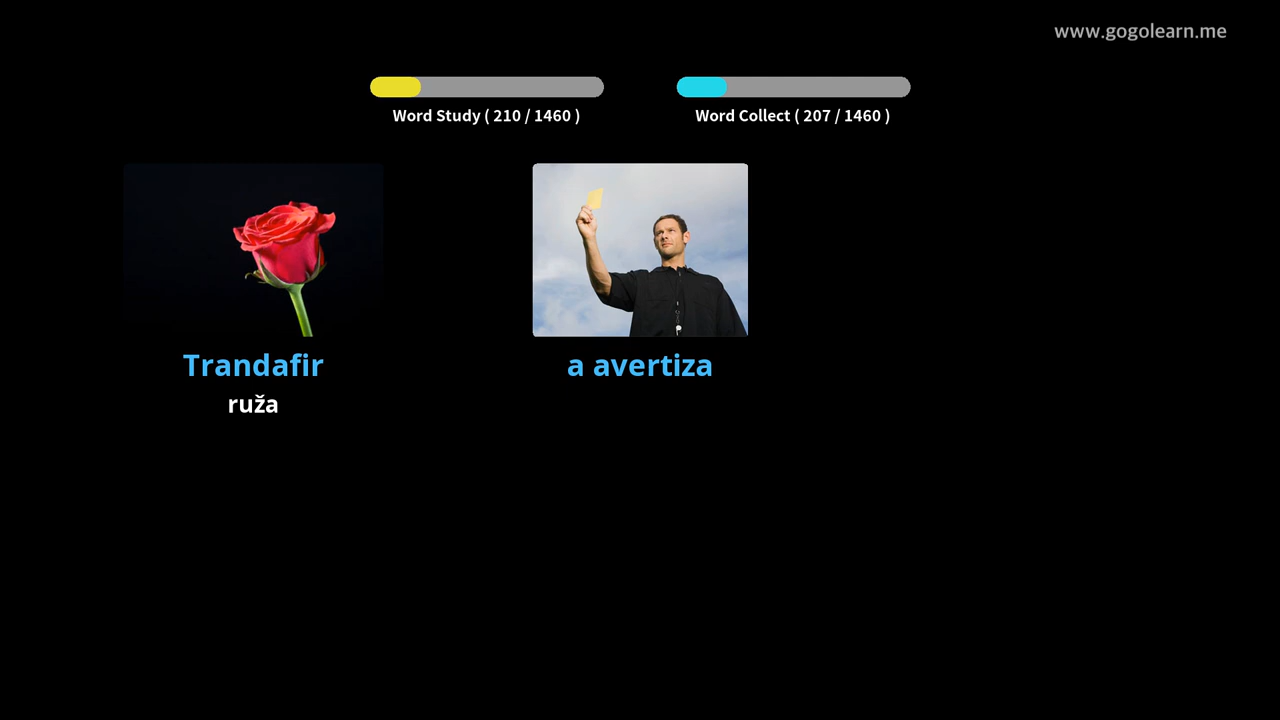 www.gogolearn.me
Word Study ( 210 / 1460 )
Word Collect ( 207 / 1460 )
Trandafir
ruža
a avertiza